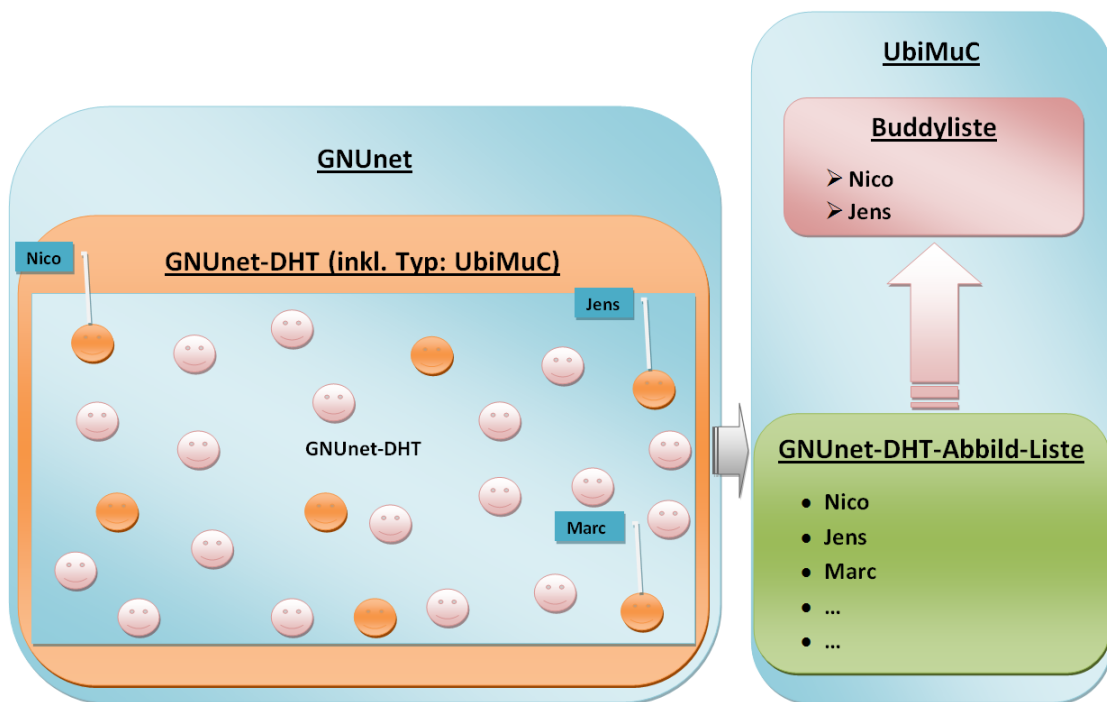 GNUnet
GNUnet-DHT (inkl. Typ: UbiMuC)
Nico
Jens
GNUnet-DHT
Marc
UbiMuC
Buddyliste
➢ Nico
➢ Jens
GNUnet-DHT-Abbild-Liste
• Nico
• Jens
• Marc
• ...
• ...